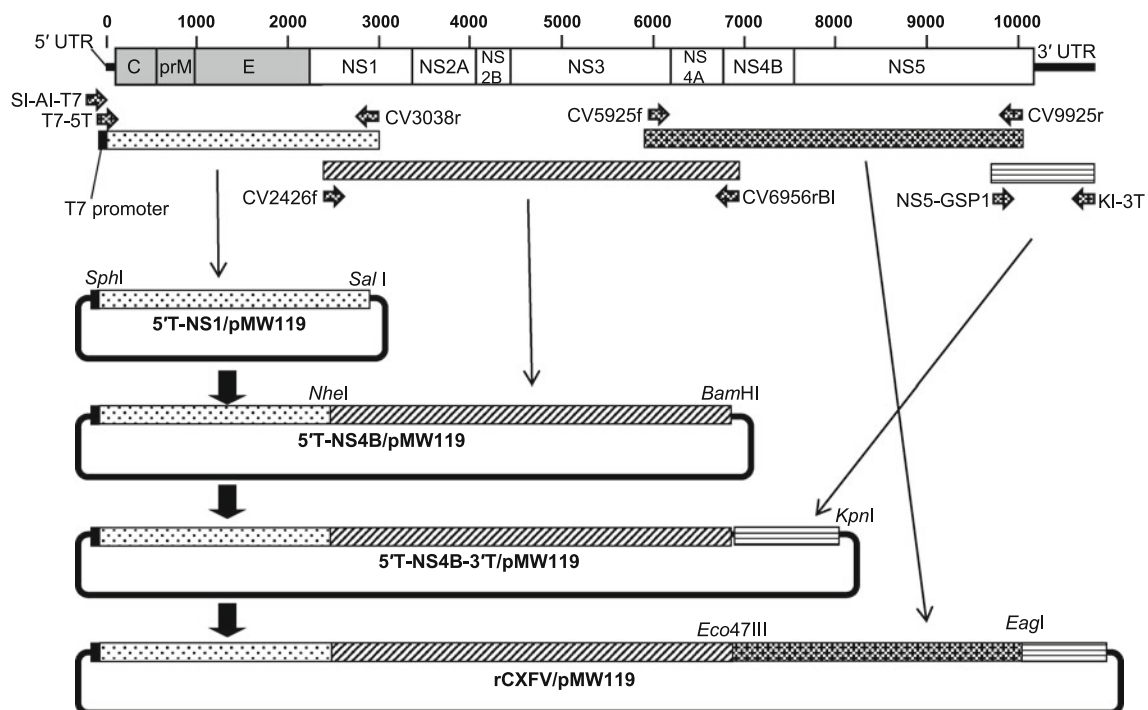 0 1000 2000 3000 4000 5000 6000 7000 8000 9000 10000
5′ UTR
3′ UTR
C prM E NS1 NS2A NS 2B NS3 NS 4A NS4B NS5
SI-AI-T7
T7-5T
CV3038r
CV5925f
CV9925r
T7 promoter
CV2426f
CV6956rBI
NS5-GSP1
KI-3T
SphI
Sal I
5′T-NS1/pMW119
NheI
BamHI
5′T-NS4B/pMW119
KpnI
5′T-NS4B-3′T/pMW119
Eco47III
EagI
rCXFV/pMW119